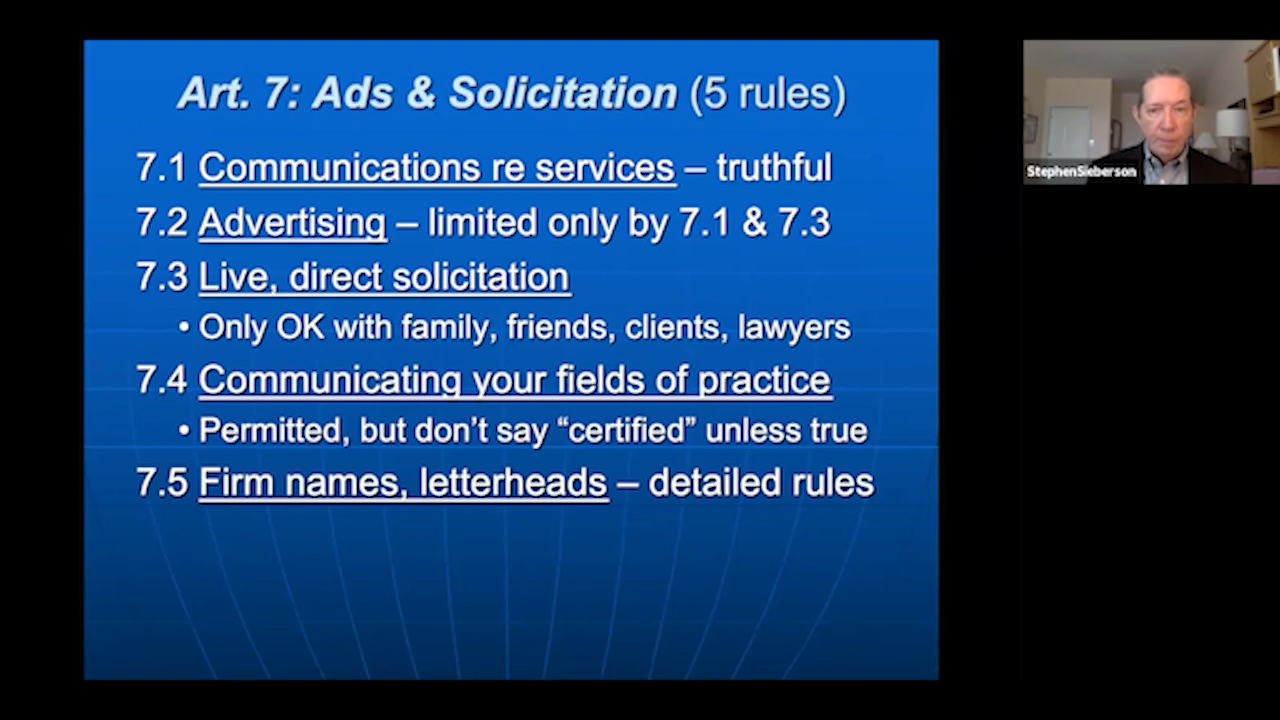 Art. 7: Ads & Solicitation (5 rules)
7.1 Communications re services – truthful
7.2 Advertising – limited only by 7.1 & 7.3
7.3 Live, direct solicitation
• Only OK with family, friends, clients, lawyers
7.4 Communicating your fields of practice
• Permitted, but don’t say “certified” unless true
7.5 Firm names, letterheads – detailed rules
StephenSieberson